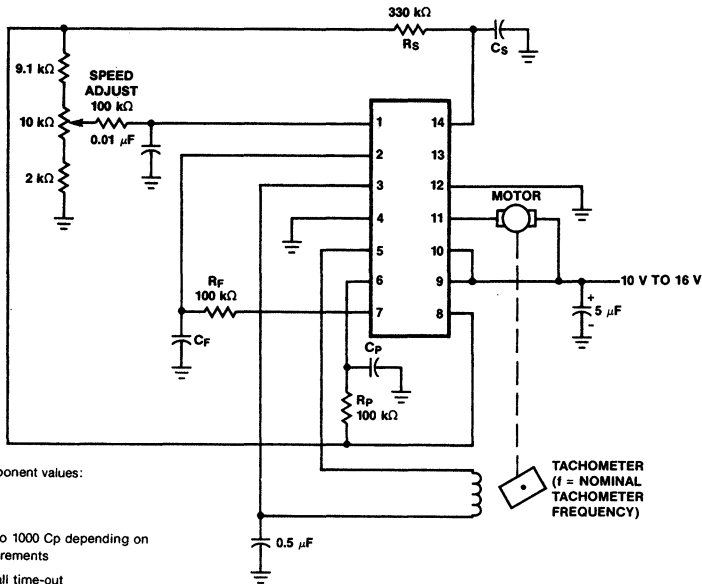 330 kΩ
RS
CS
9.1 kΩ
SPEED
ADJUST
100 kΩ
10 kΩ
0.01 µF
2 kΩ
1
2
3
4
5
6
7
14
13
12
11
10
9
8
MOTOR
10 V TO 16 V
+
5 µF
-
RF
100 kΩ
CF
CP
RP
100 kΩ
TACHOMETER
(f = NOMINAL
TACHOMETER
FREQUENCY)
0.5 µF
ponent values:
o 1000 Cp depending on
rements
all time-out